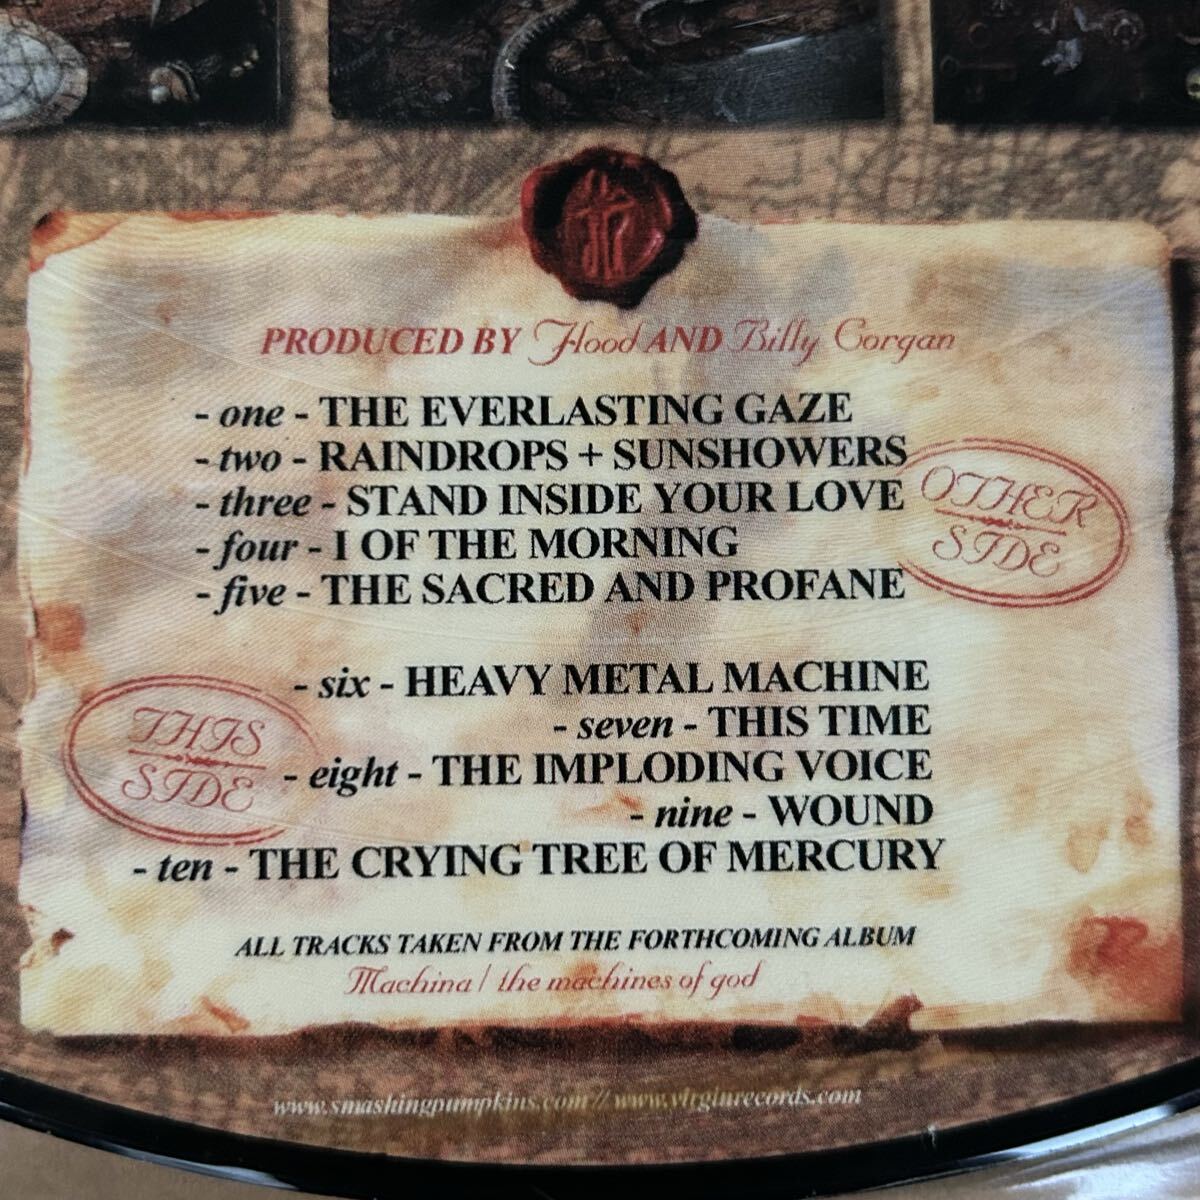 PRODUCED BY Flood AND Billy Corgan
- one - THE EVERLASTING GAZE
- two - RAINDROPS + SUNSHOWERS
- three - STAND INSIDE YOUR LOVE
- four - I OF THE MORNING
- five - THE SACRED AND PROFANE
OTHER
SIDE
- six - HEAVY METAL MACHINE
- seven - THIS TIME
- eight - THE IMPLODING VOICE
- nine - WOUND
- ten - THE CRYING TREE OF MERCURY
THIS
SIDE
ALL TRACKS TAKEN FROM THE FORTHCOMING ALBUM
Machina / the machines of god
www.smashingpumpkins.com // www.virginrecords.com